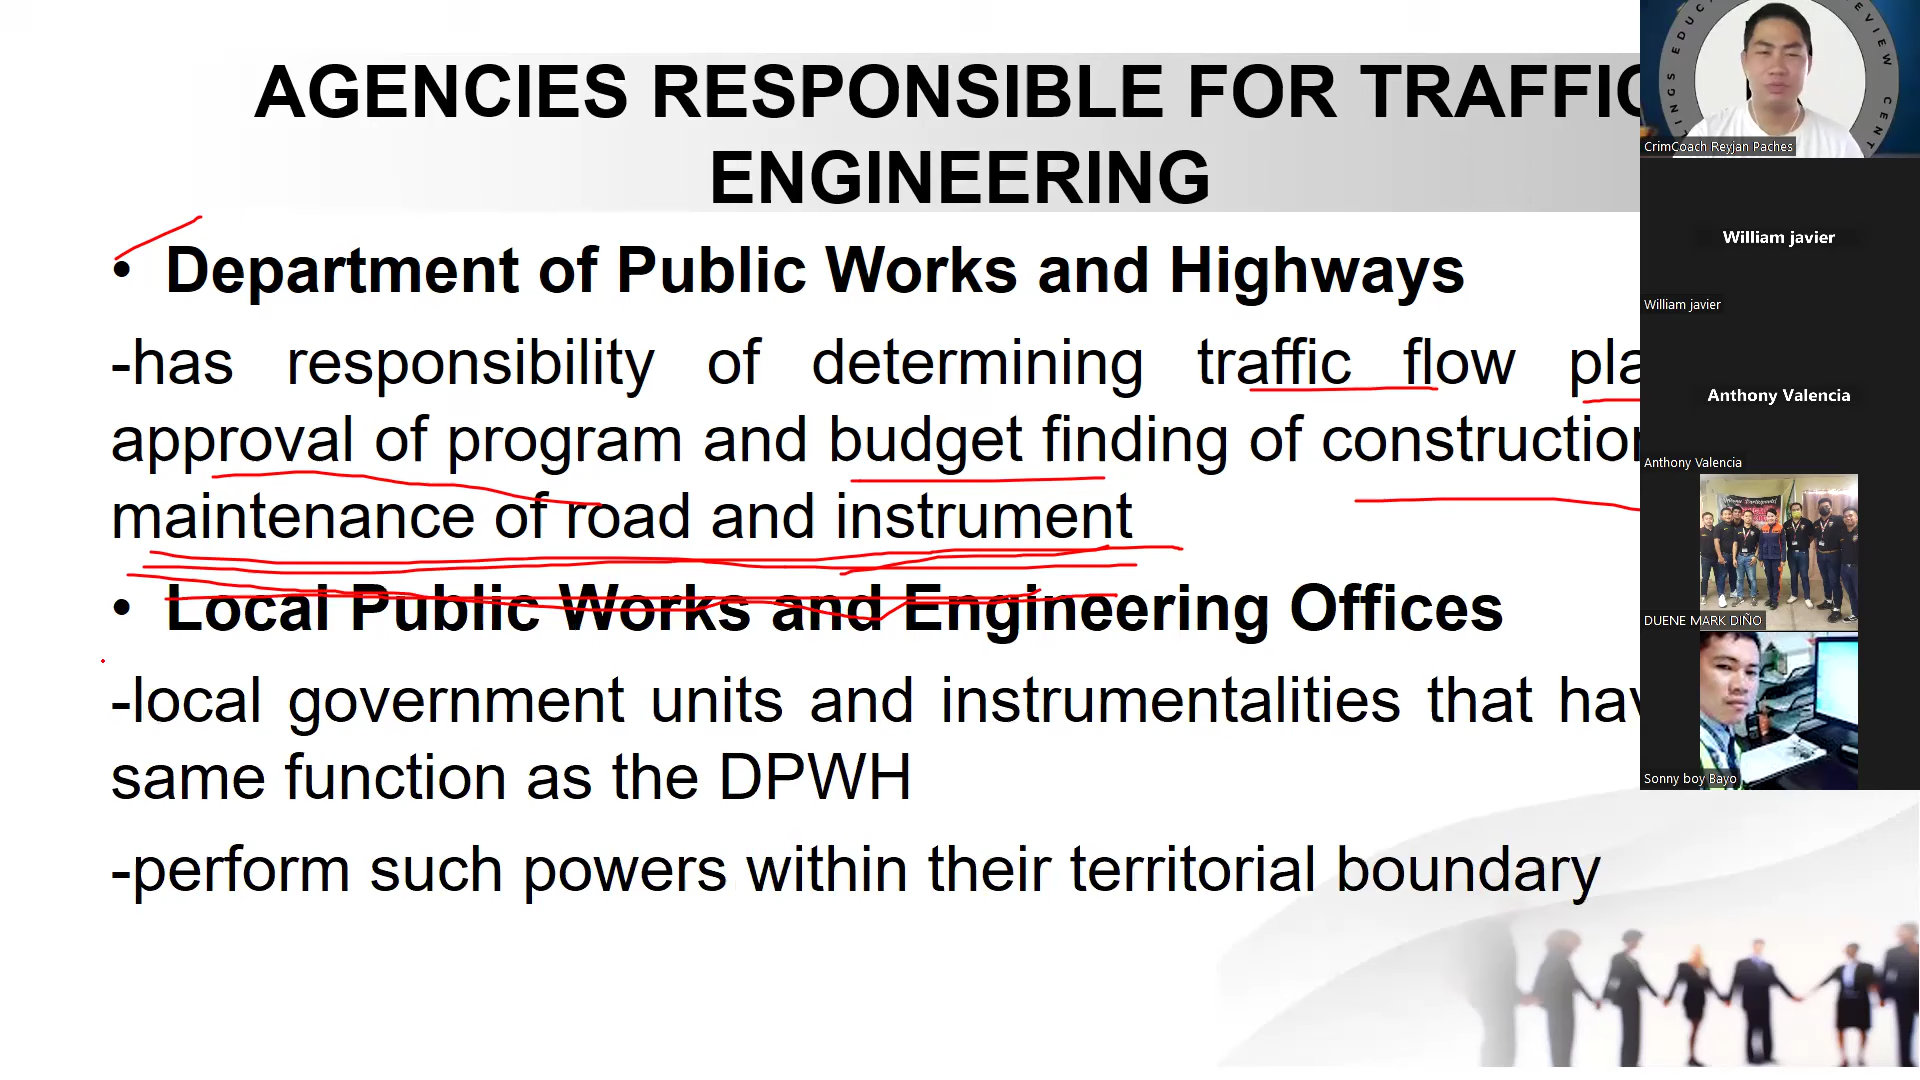 AGENCIES RESPONSIBLE FOR TRAFFIC
ENGINEERING
• Department of Public Works and Highways
-has responsibility of determining traffic flow
approval of program and budget finding of construction
maintenance of road and instrument
• Local Public Works and Engineering Offices
-local government units and instrumentalities that
same function as the DPWH
-perform such powers within their territorial boundary
CrimCoach Reyjan Paches
William javier
William javier
Anthony Valencia
Anthony Valencia
DUENE MARK DIÑO
Sonny boy Bayo